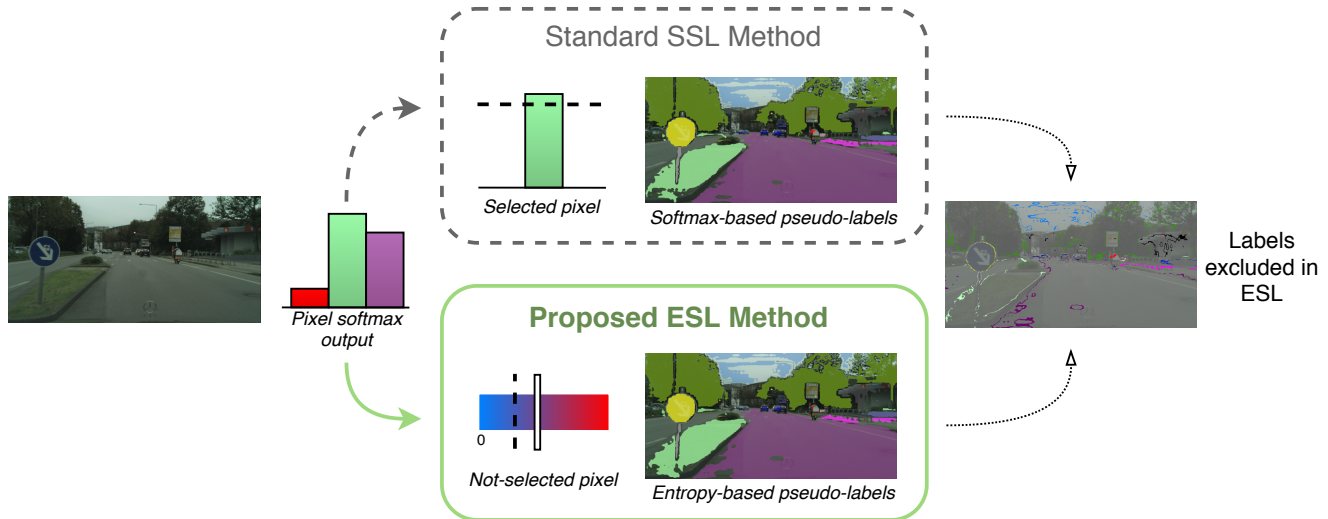 Standard SSL Method
Selected pixel
Softmax-based pseudo-labels
Pixel softmax
output
Labels
excluded in
ESL
Proposed ESL Method
0
Not-selected pixel
Entropy-based pseudo-labels